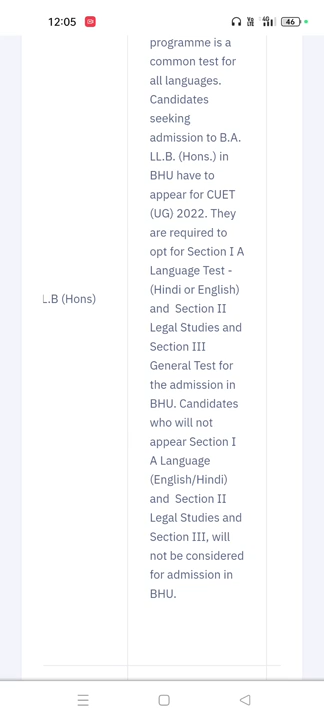 12:05
46
programme is a
common test for
all languages.
Candidates
seeking
admission to B.A.
LL.B. (Hons.) in
BHU have to
appear for CUET
(UG) 2022. They
are required to
opt for Section I A
Language Test -
(Hindi or English)
and Section II
Legal Studies and
Section III
General Test for
the admission in
BHU. Candidates
who will not
appear Section I
A Language
(English/Hindi)
and Section II
Legal Studies and
Section III, will
not be considered
for admission in
BHU.
L.B (Hons)